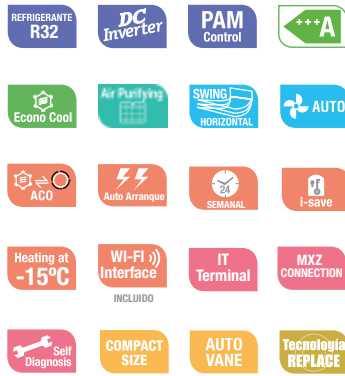 REFRIGERANTE
R32
DC
Inverter
PAM
Control
+++A
Econo Cool
Air Purifying
SWING
HORIZONTAL
AUTO
ACO
Auto Arranque
24
SEMANAL
i-save
Heating at
-15ºC
WI-FI
Interface
INCLUIDO
IT
Terminal
MXZ
CONNECTION
Self
Diagnosis
COMPACT
SIZE
AUTO
VANE
Tecnología
REPLACE